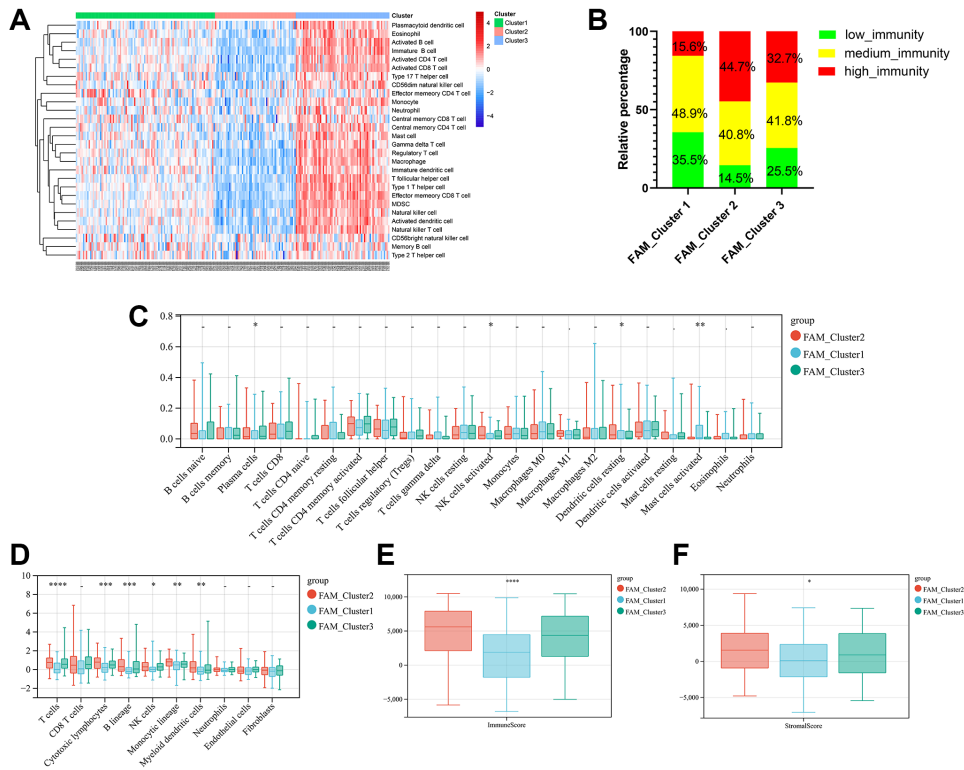 A
Cluster
Plasmacytoid dendritic cell
Eosinophil
Activated B cell
Immature B cell
Activated CD4 T cell
Activated CD8 T cell
Type 17 T helper cell
CD56dim natural killer cell
Effector memeory CD4 T cell
Monocyte
Neutrophil
Central memory CD8 T cell
Central memory CD4 T cell
Mast cell
Gamma delta T cell
Regulatory T cell
Macrophage
Immature dendritic cell
T follicular helper cell
Type 1 T helper cell
Effector memeory CD8 T cell
MDSC
Natural killer cell
Activated dendritic cell
Natural killer T cell
CD56bright natural killer cell
Memory B cell
Type 2 T helper cell
4
2
0
-2
-4
Cluster
Cluster1
Cluster2
Cluster3
B
Relative percentage
100
50
0
15.6%
48.9%
35.5%
44.7%
40.8%
14.5%
32.7%
41.8%
25.5%
FAM_Cluster 1
FAM_Cluster 2
FAM_Cluster 3
low_immunity
medium_immunity
high_immunity
C
0.8
0.6
0.4
0.2
0.0
- - * - - - - - - - - * - - . - * - - ** . -
B cells naive
B cells memory
Plasma cells
T cells CD8
T cells CD4 naive
T cells CD4 memory resting
T cells CD4 memory activated
T cells follicular helper
T cells regulatory (Tregs)
T cells gamma delta
NK cells resting
NK cells activated
Monocytes
Macrophages M0
Macrophages M1
Macrophages M2
Dendritic cells resting
Dendritic cells activated
Mast cells resting
Mast cells activated
Eosinophils
Neutrophils
group
FAM_Cluster2
FAM_Cluster1
FAM_Cluster3
D
10
8
6
4
2
0
−2
**** - *** *** * ** ** - - -
T cells
CD8 T cells
Cytotoxic lymphocytes
B lineage
NK cells
Monocytic lineage
Myeloid dendritic cells
Neutrophils
Endothelial cells
Fibroblasts
group
FAM_Cluster2
FAM_Cluster1
FAM_Cluster3
E
10,000
5,000
0
−5,000
****
ImmuneScore
group
FAM_Cluster2
FAM_Cluster1
FAM_Cluster3
F
10,000
5,000
0
−5,000
*
StromalScore
group
FAM_Cluster2
FAM_Cluster1
FAM_Cluster3